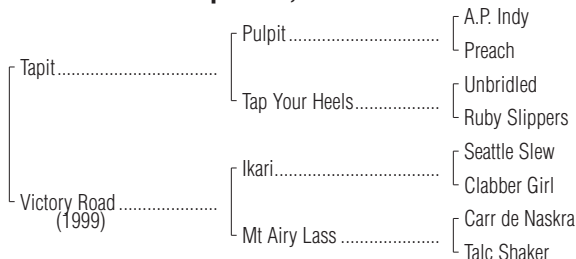 A.P. Indy
Pulpit
Preach
Tapit
Unbridled
Tap Your Heels
Ruby Slippers
Seattle Slew
Ikari
Clabber Girl
Victory Road
(1999)
Carr de Naskra
Mt Airy Lass
Talc Shaker